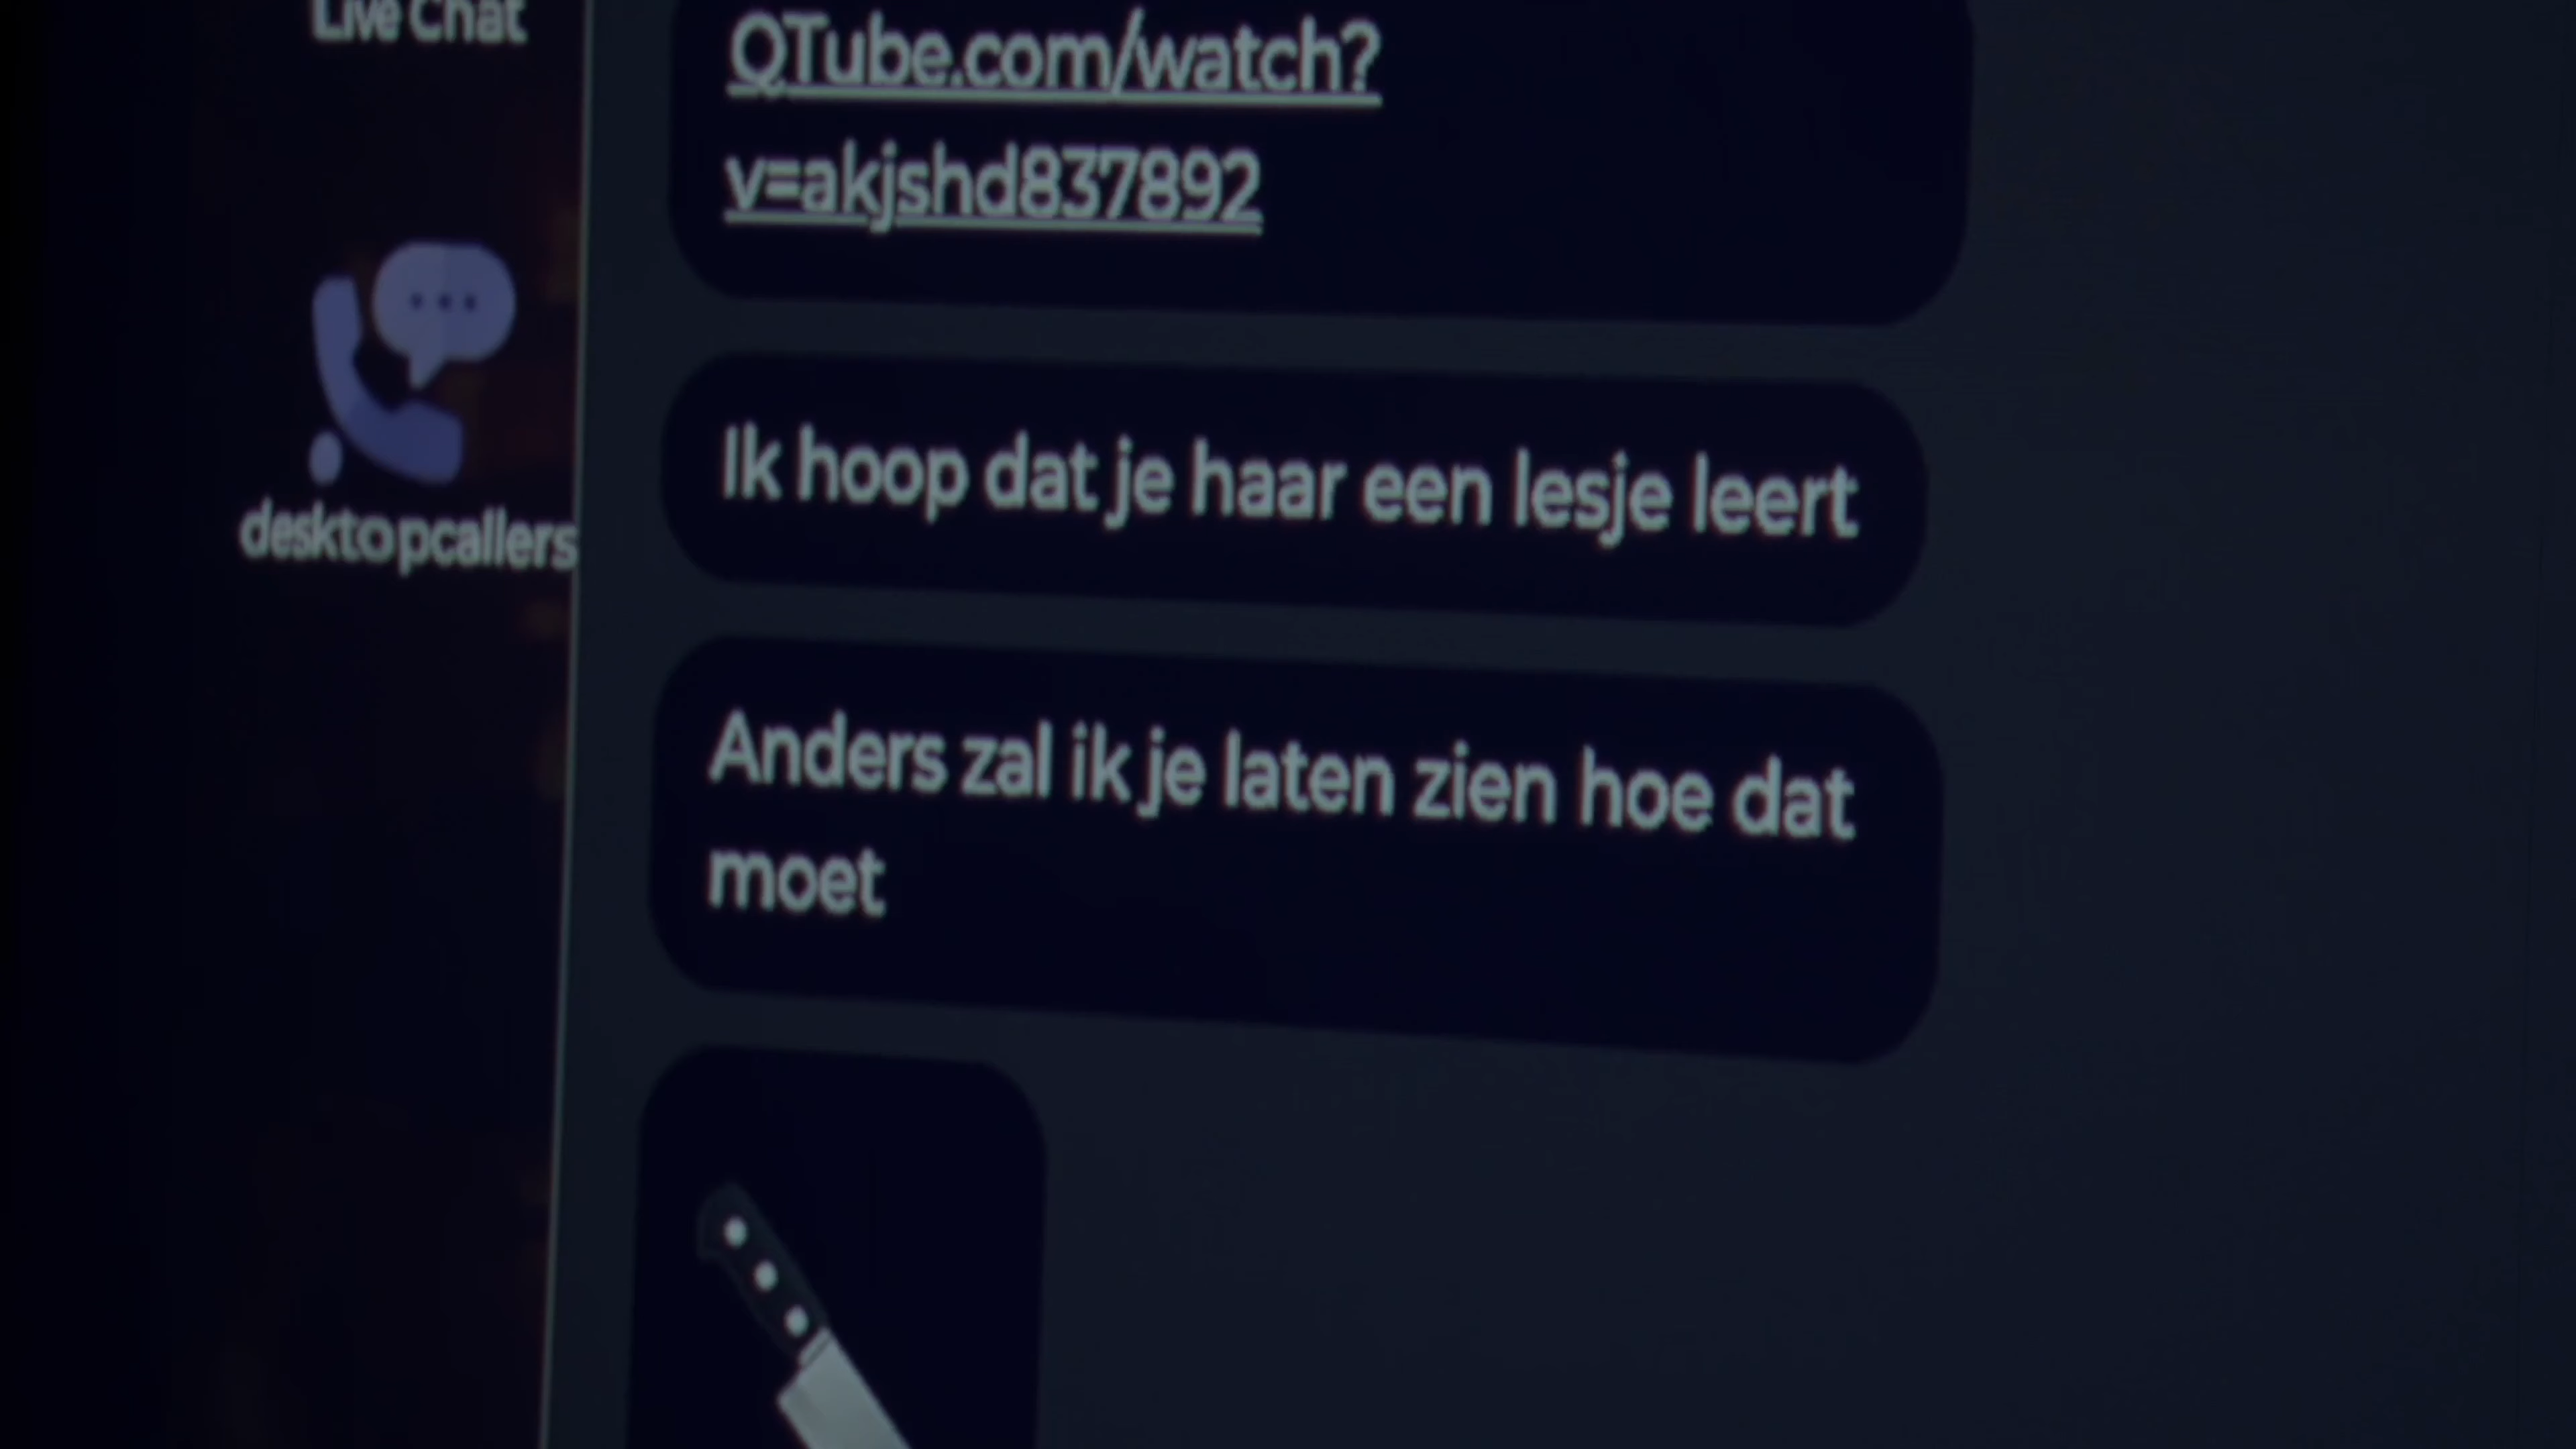 Live Chat
QTube.com/watch?
v=akjshd837892
desktopcallers
Ik hoop dat je haar een lesje leert
Anders zal ik je laten zien hoe dat
moet